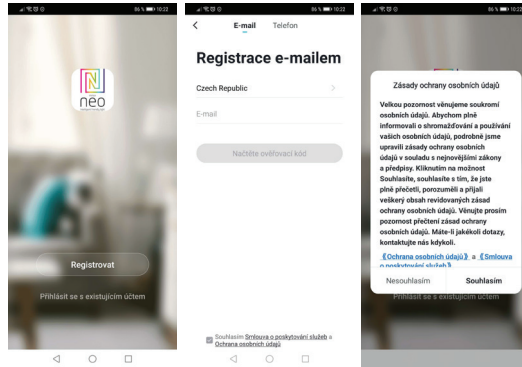 86 % 10:22
nēo
Registrovat
Přihlásit se s existujícím účtem
86 % 10:22
E-mail Telefon
Registrace e-mailem
Czech Republic
E-mail
Načtěte ověřovací kód
Souhlasím Smlouva o poskytování služeb a
Ochrana osobních údajů
86 % 10:22
Zásady ochrany osobních údajů
Velkou pozornost věnujeme soukromí
osobních údajů. Abychom plně
informovali o shromažďování a používání
vašich osobních údajů, podrobně jsme
upravili zásady ochrany osobních
údajů v souladu s nejnovějšími zákony
a předpisy. Kliknutím na možnost
Souhlasíte, souhlasíte s tím, že jste
plně přečetli, porozuměli a přijali
veškerý obsah revidovaných zásad
ochrany osobních údajů. Věnujte prosím
pozornost přečtení zásad ochrany
osobních údajů. Máte-li jakékoli dotazy,
kontaktujte nás kdykoli.
《Ochrana osobních údajů》 a 《Smlouva
o poskytování služeb》
Nesouhlasím Souhlasím
Přihlásit se s existujícím účtem